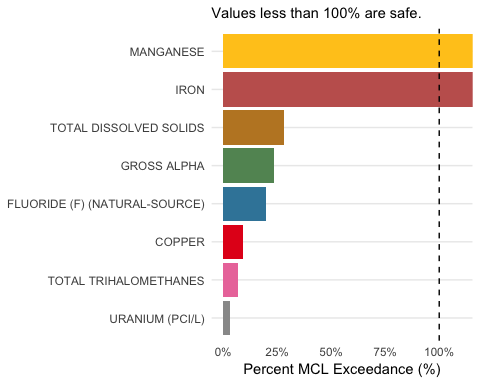 Values less than 100% are safe.
MANGANESE
IRON
TOTAL DISSOLVED SOLIDS
GROSS ALPHA
FLUORIDE (F) (NATURAL-SOURCE)
COPPER
TOTAL TRIHALOMETHANES
URANIUM (PCI/L)
0% 25% 75% 75% 100%
Percent MCL Exceedance (%)